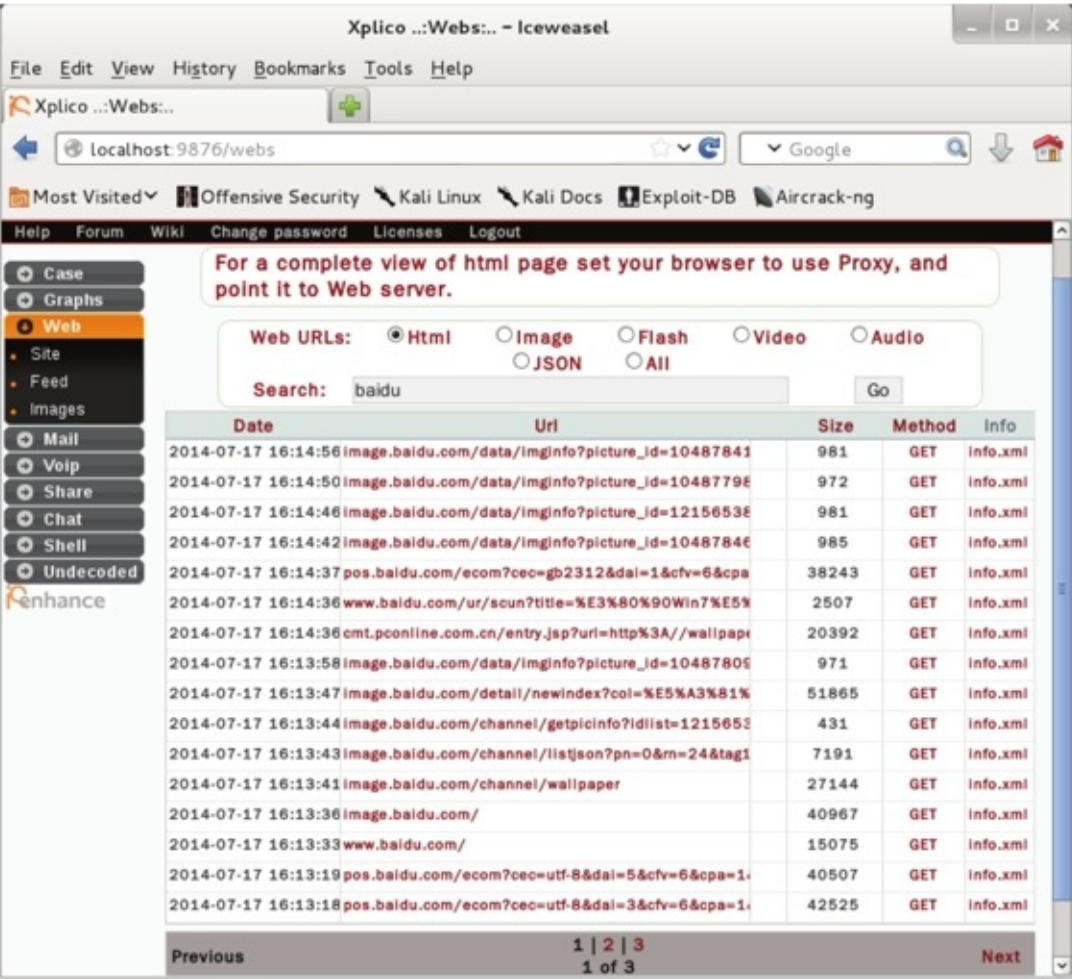 Xplico ..:Webs:.. – Iceweasel
File Edit View History Bookmarks Tools Help
Xplico ..:Webs:..
localhost:9876/webs
Google
Most Visited Offensive Security Kali Linux Kali Docs Exploit-DB Aircrack-ng
Help Forum Wiki Change password Licenses Logout
Case
Graphs
Web
Site
Feed
Images
Mail
Voip
Share
Chat
Shell
Undecoded
enhance
For a complete view of html page set your browser to use Proxy, and
point it to Web server.
Web URLs: Html Image Flash Video Audio
JSON All
Search: baidu Go
Date Url Size Method Info
2014-07-17 16:14:56 image.baidu.com/data/imginfo?picture_id=10487841 981 GET info.xml
2014-07-17 16:14:50 image.baidu.com/data/imginfo?picture_id=10487798 972 GET info.xml
2014-07-17 16:14:46 image.baidu.com/data/imginfo?picture_id=12156538 981 GET info.xml
2014-07-17 16:14:42 image.baidu.com/data/imginfo?picture_id=10487846 985 GET info.xml
2014-07-17 16:14:37 pos.baidu.com/ecom?cec=gb2312&dai=1&cfv=6&cpa 38243 GET info.xml
2014-07-17 16:14:36 www.baidu.com/ur/scun?title=%E3%80%90Win7%E5% 2507 GET info.xml
2014-07-17 16:14:36 cmt.pconline.com.cn/entry.jsp?url=http%3A//wallpape 20392 GET info.xml
2014-07-17 16:13:58 image.baidu.com/data/imginfo?picture_id=10487809 971 GET info.xml
2014-07-17 16:13:47 image.baidu.com/detail/newindex?col=%E5%A3%81% 51865 GET info.xml
2014-07-17 16:13:44 image.baidu.com/channel/getpicinfo?idlist=1215653 431 GET info.xml
2014-07-17 16:13:43 image.baidu.com/channel/listjson?pn=0&rn=24&tag1 7191 GET info.xml
2014-07-17 16:13:41 image.baidu.com/channel/wallpaper 27144 GET info.xml
2014-07-17 16:13:36 image.baidu.com/ 40967 GET info.xml
2014-07-17 16:13:33 www.baidu.com/ 15075 GET info.xml
2014-07-17 16:13:19 pos.baidu.com/ecom?cec=utf-8&dai=5&cfv=6&cpa=1 40507 GET info.xml
2014-07-17 16:13:18 pos.baidu.com/ecom?cec=utf-8&dai=3&cfv=6&cpa=1 42525 GET info.xml
Previous 1 | 2 | 3 Next
1 of 3